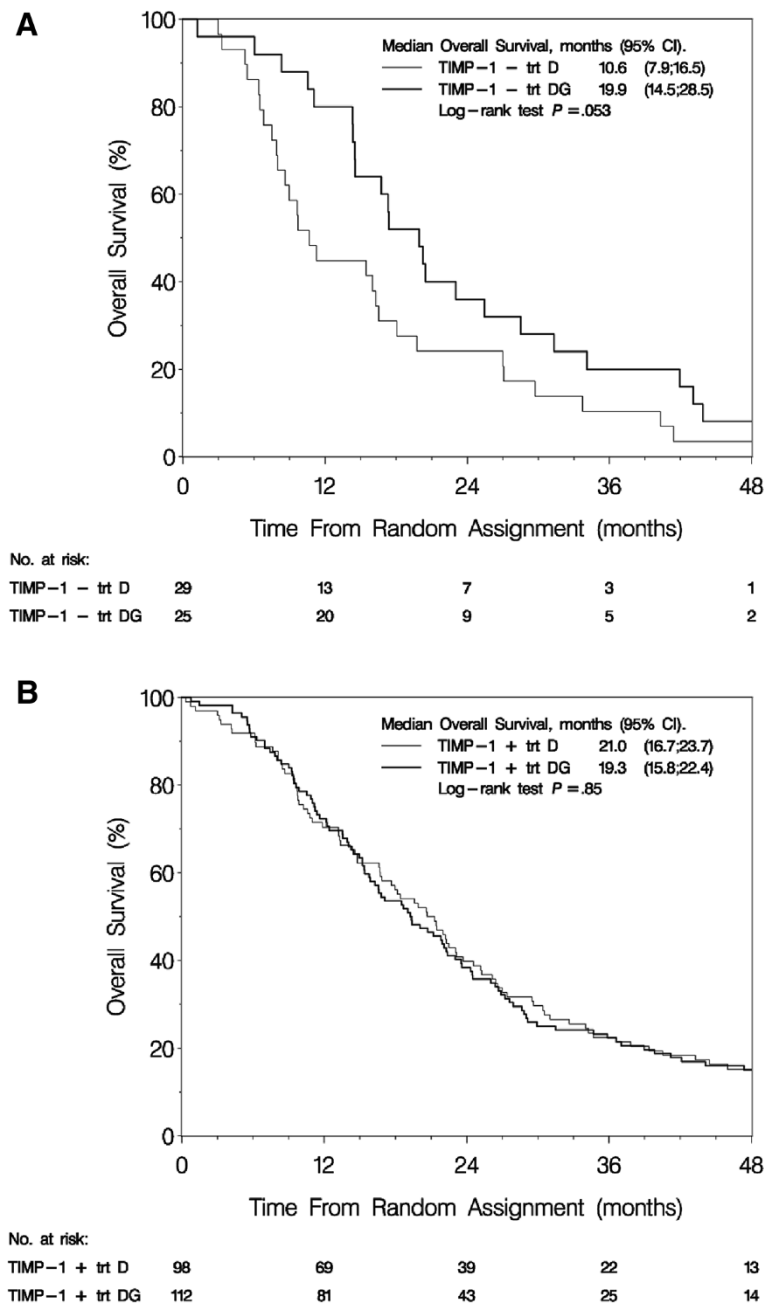 A
Median Overall Survival, months (95% CI).
TIMP-1 - trt D 10.6 (7.9;16.5)
TIMP-1 - trt DG 19.9 (14.5;28.5)
Log-rank test P=.053
Overall Survival (%)
100
80
60
40
20
0
0 12 24 36 48
Time From Random Assignment (months)
No. at risk:
TIMP-1 - trt D 29 13 7 3 1
TIMP-1 - trt DG 25 20 9 5 2
B
Median Overall Survival, months (95% CI).
TIMP-1 + trt D 21.0 (16.7;23.7)
TIMP-1 + trt DG 19.3 (15.8;22.4)
Log-rank test P=.85
Overall Survival (%)
100
80
60
40
20
0
0 12 24 36 48
Time From Random Assignment (months)
No. at risk:
TIMP-1 + trt D 98 69 39 22 13
TIMP-1 + trt DG 112 81 43 25 14